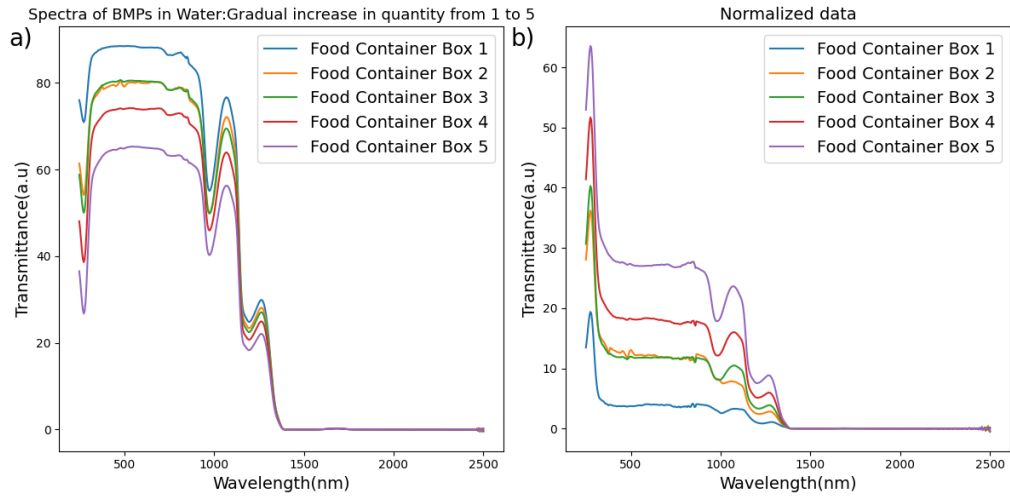 Spectra of BMPs in Water:Gradual increase in quantity from 1 to 5
a)
Food Container Box 1
Food Container Box 2
Food Container Box 3
Food Container Box 4
Food Container Box 5
80
60
40
20
0
Transmittance(a.u)
500
1000
1500
2000
2500
Wavelength(nm)
Normalized data
b)
Food Container Box 1
Food Container Box 2
Food Container Box 3
Food Container Box 4
Food Container Box 5
60
50
40
30
20
10
0
Transmittance(a.u)
500
1000
1500
2000
2500
Wavelength(nm)